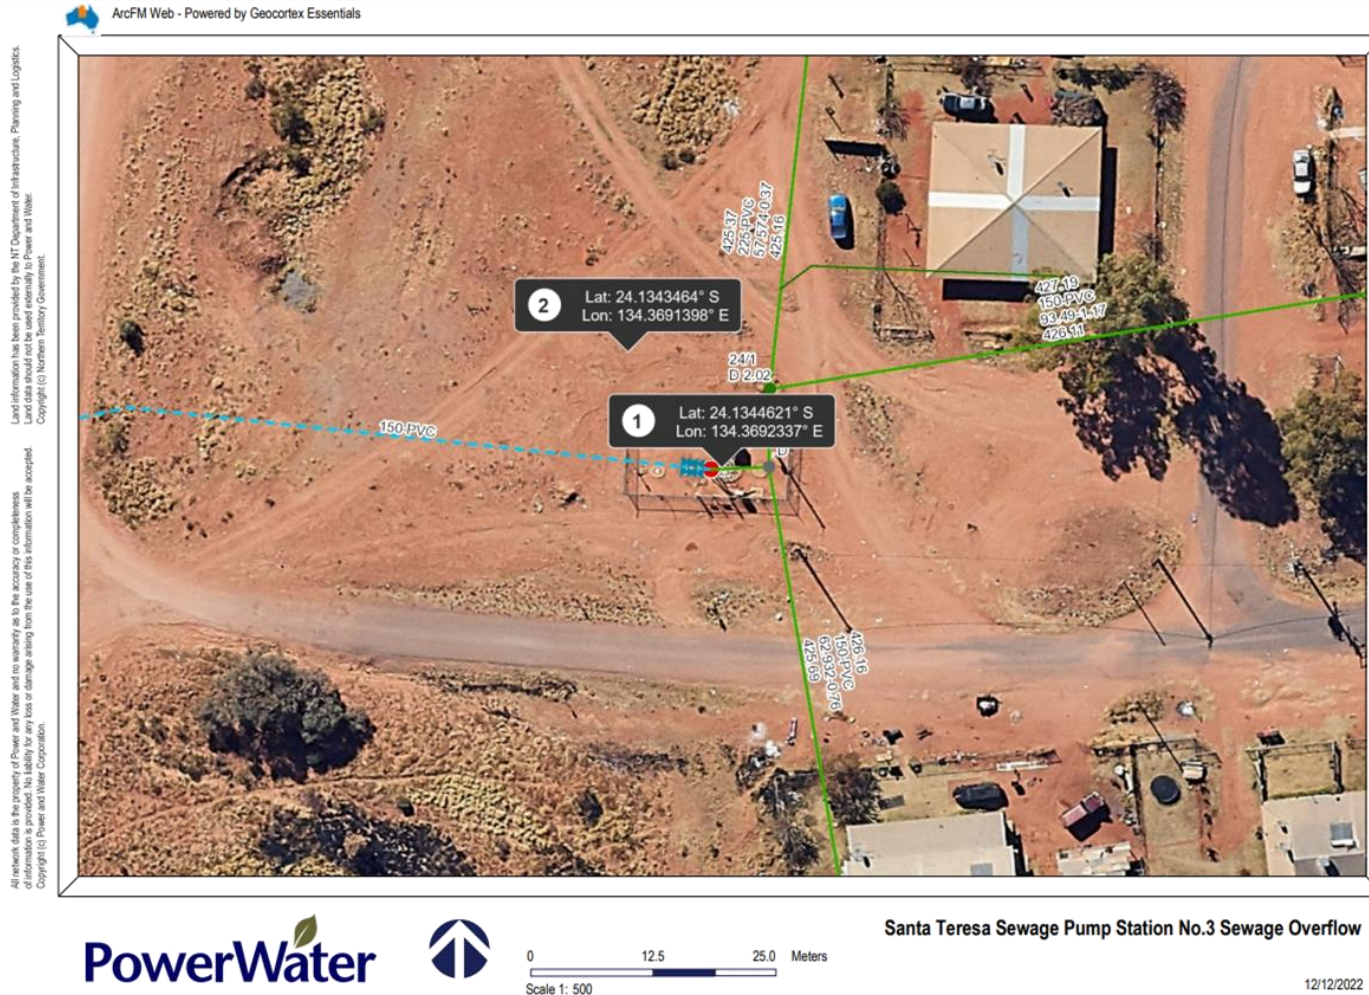 ArcFM Web - Powered by Geocortex Essentials
Land information has been provided by the NT Department of Infrastructure, Planning and Logistics.
Land data should not be used externally to Power and Water.
Copyright (c) Northern Territory Government.
All network data is the property of Power and Water and no warranty as to the accuracy or completeness
of information is provided. No liability for any loss or damage arising from the use of this information will be accepted.
Copyright (c) Power and Water Corporation.
425.37
225-PVC
57.574-0.37
425.16
2
Lat: 24.1343464° S
Lon: 134.3691398° E
427.19
150-PVC
93.49-1.17
426.11
24/1
D 2.02
1
Lat: 24.1344621° S
Lon: 134.3692337° E
D
150-PVC
426.16
150-PVC
62.932-0.76
425.69
PowerWater
0 12.5 25.0 Meters
Scale 1: 500
Santa Teresa Sewage Pump Station No.3 Sewage Overflow
12/12/2022